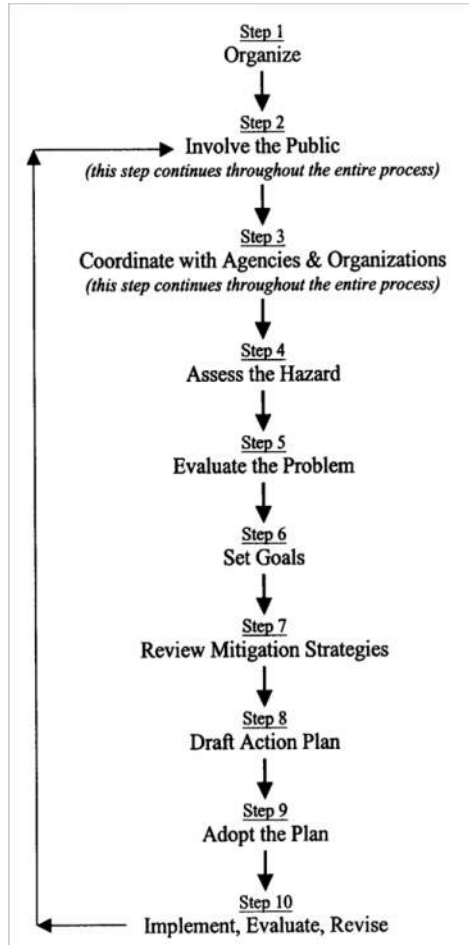 Step 1
Organize
Step 2
Involve the Public
(this step continues throughout the entire process)
Step 3
Coordinate with Agencies & Organizations
(this step continues throughout the entire process)
Step 4
Assess the Hazard
Step 5
Evaluate the Problem
Step 6
Set Goals
Step 7
Review Mitigation Strategies
Step 8
Draft Action Plan
Step 9
Adopt the Plan
Step 10
Implement, Evaluate, Revise